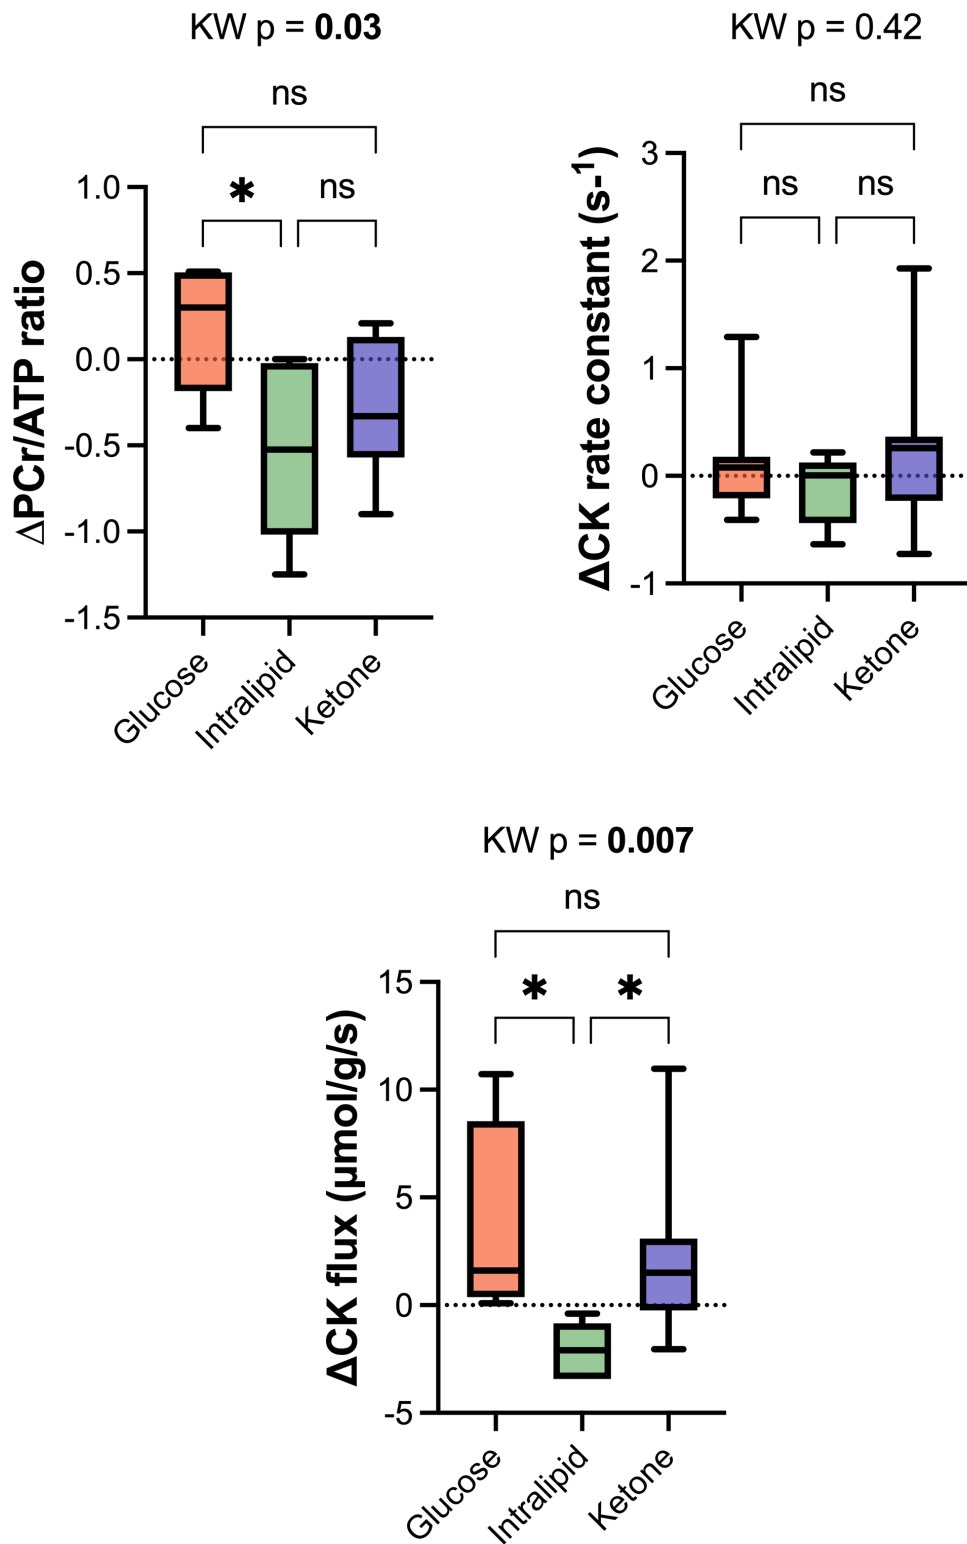 KW p = 0.03
ns
* ns
ΔPCr/ATP ratio
1.0
0.5
0.0
-0.5
-1.0
-1.5
Glucose
Intralipid
Ketone
KW p = 0.42
ns
ns ns
ΔCK rate constant (s-¹)
3
2
1
0
-1
Glucose
Intralipid
Ketone
KW p = 0.007
ns
* *
ΔCK flux (μmol/g/s)
15
10
5
0
-5
Glucose
Intralipid
Ketone